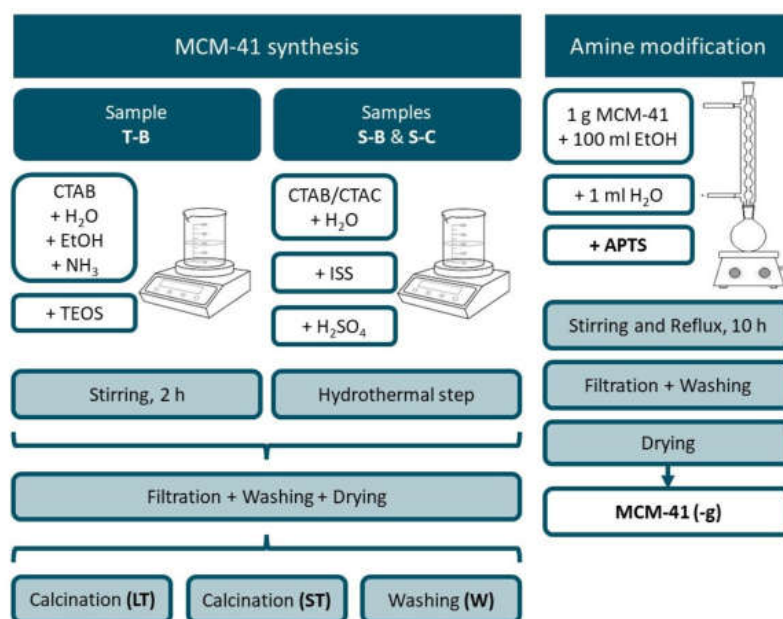 MCM-41 synthesis
Sample
T-B
CTAB
+ H₂O
+ EtOH
+ NH₃
+ TEOS
Stirring, 2 h
Samples
S-B & S-C
CTAB/CTAC
+ H₂O
+ ISS
+ H₂SO₄
Hydrothermal step
Filtration + Washing + Drying
Calcination (LT)
Calcination (ST)
Washing (W)
Amine modification
1 g MCM-41
+ 100 ml EtOH
+ 1 ml H₂O
+ APTS
Stirring and Reflux, 10 h
Filtration + Washing
Drying
MCM-41 (-g)